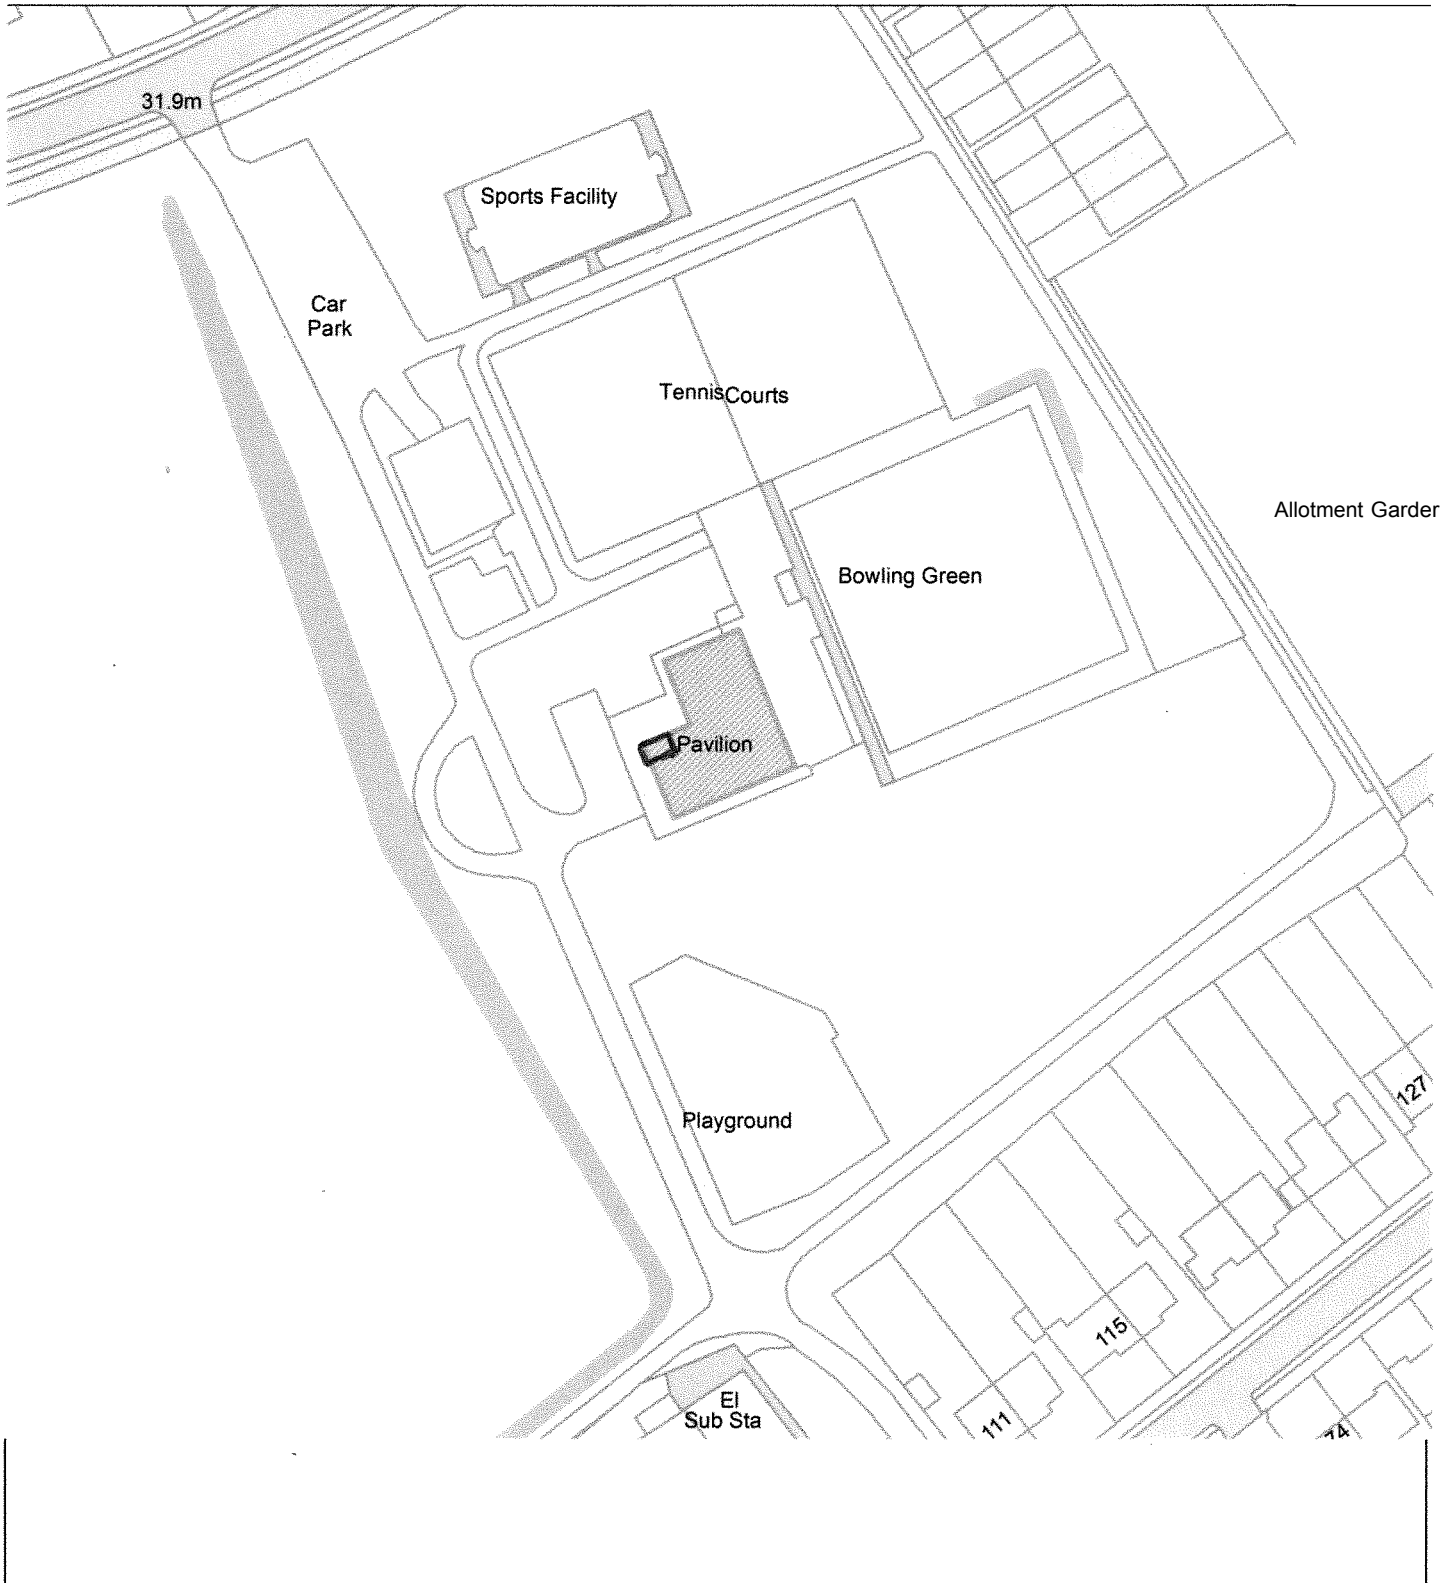 31.9m
Sports Facility
Car
Park
TennisCourts
Allotment Garder
Bowling Green
Pavilion
127
Playground
115
El
Sub Sta
111
74